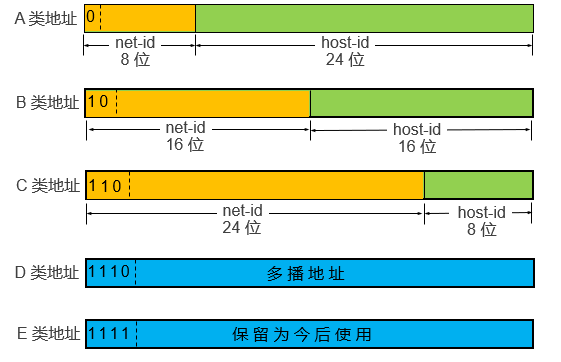 A 类地址
0
net-id
8 位
host-id
24 位
B 类地址
10
net-id
16 位
host-id
16 位
C 类地址
110
net-id
24 位
host-id
8 位
D 类地址
1110
多播地址
E 类地址
1111
保留为今后使用